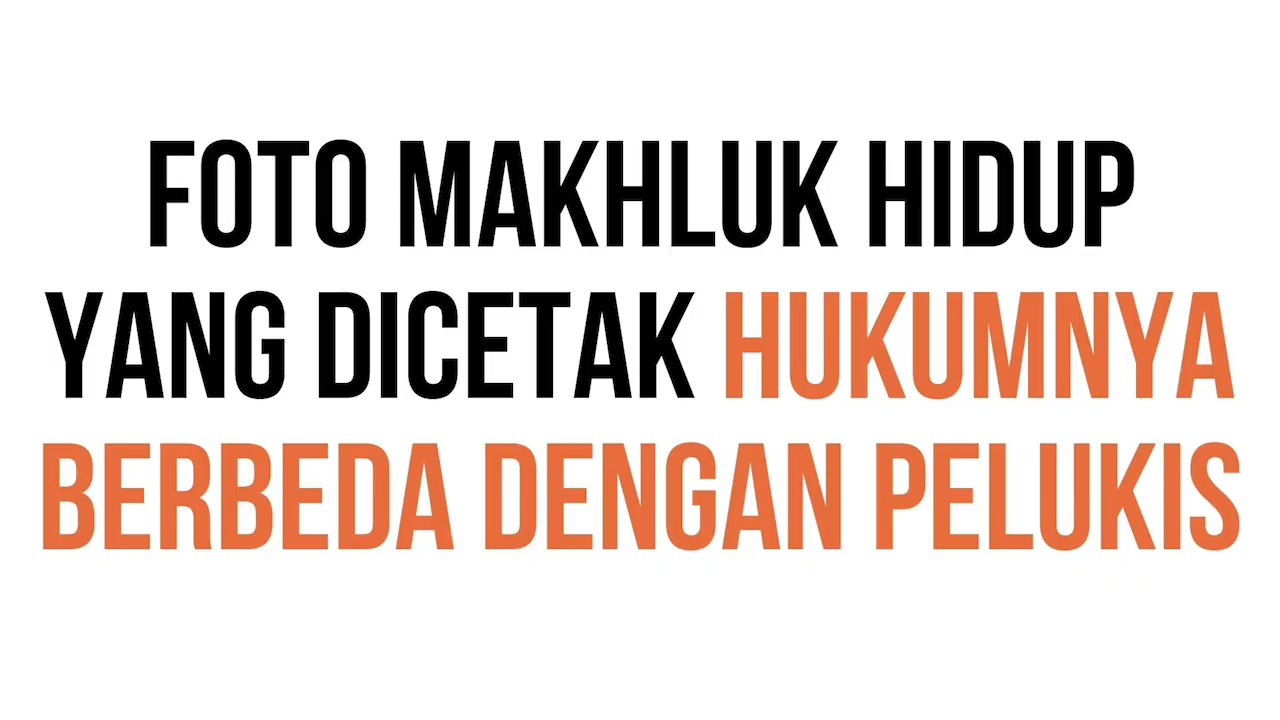 FOTO MAKHLUK HIDUP
YANG DICETAK HUKUMNYA
BERBEDA DENGAN PELUKIS